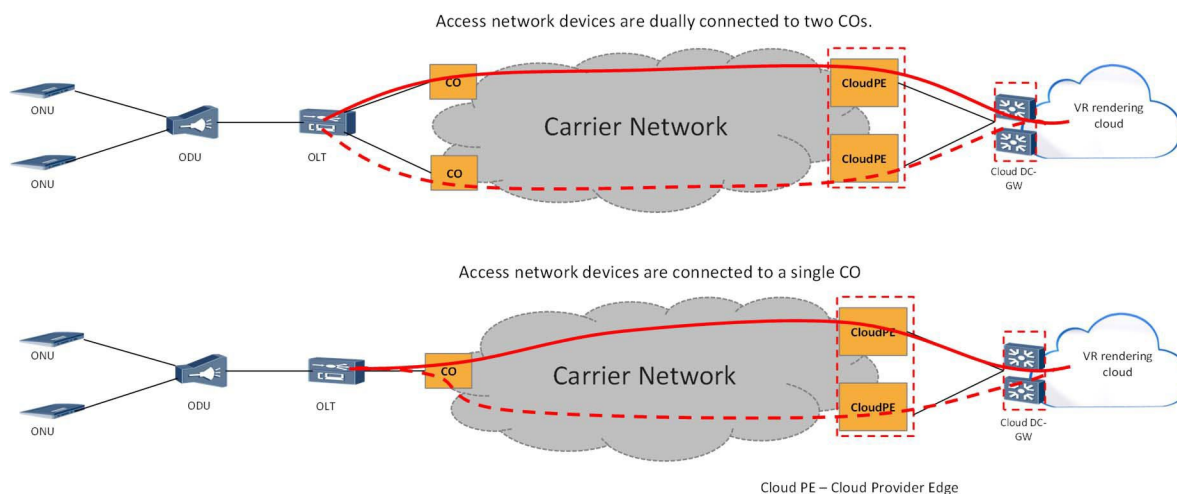 Access network devices are dually connected to two COs.
ONU
ONU
ODU
OLT
CO
CO
Carrier Network
CloudPE
CloudPE
Cloud DC-
GW
VR rendering
cloud
Access network devices are connected to a single CO
ONU
ONU
ODU
OLT
CO
Carrier Network
CloudPE
CloudPE
Cloud DC-
GW
VR rendering
cloud
Cloud PE – Cloud Provider Edge